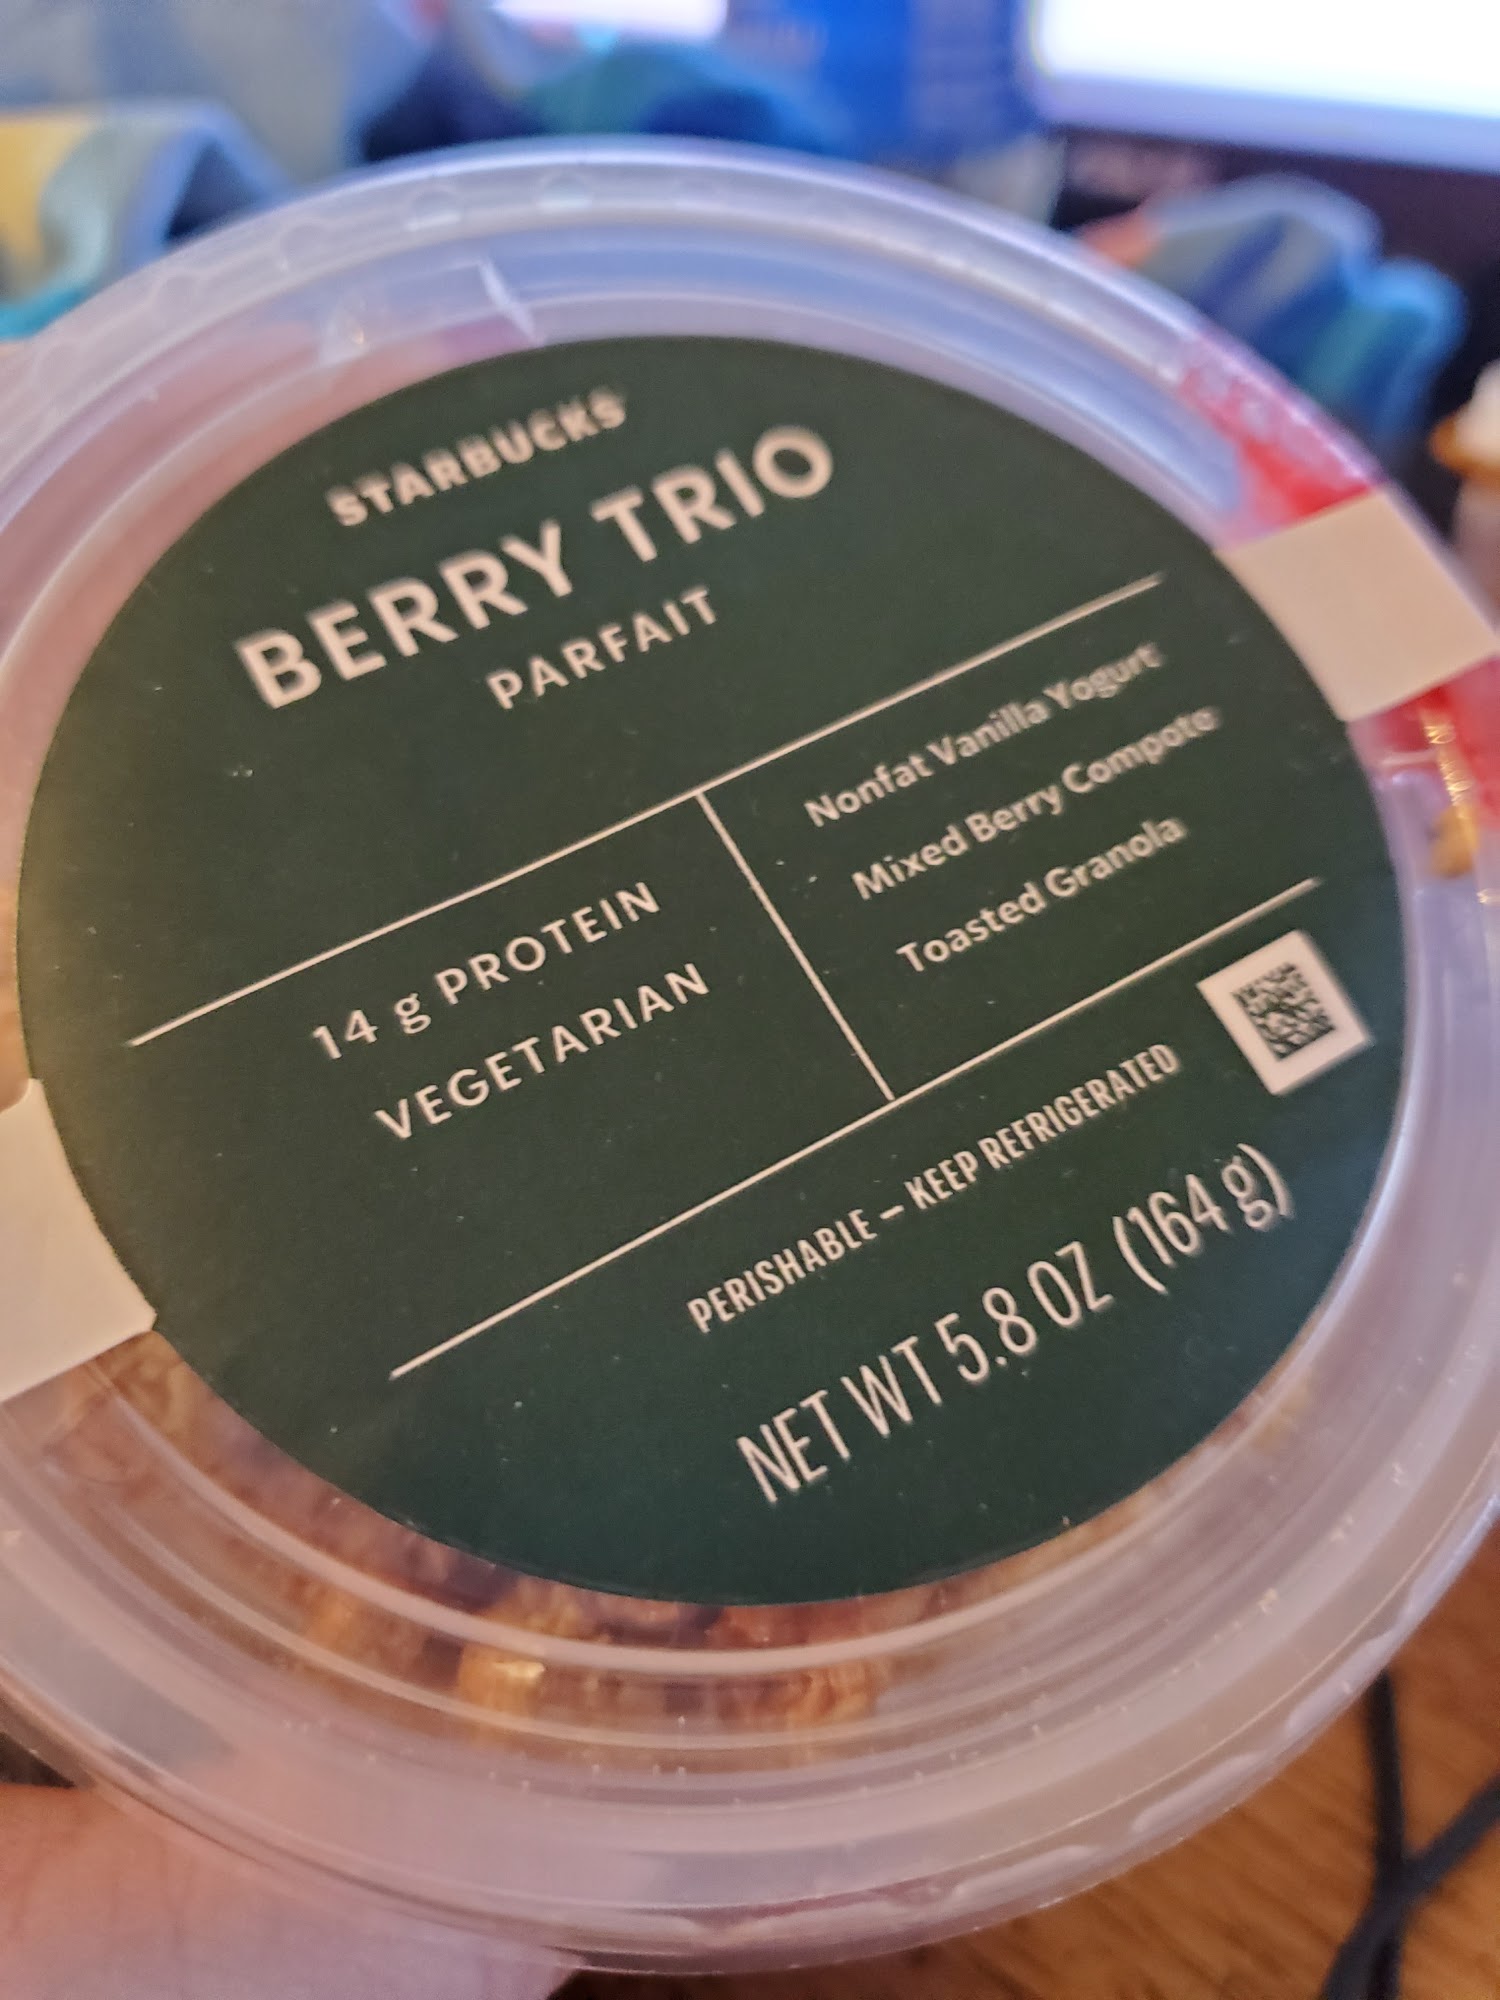 STARBUCKS
BERRY TRIO
PARFAIT
14 g PROTEIN
VEGETARIAN
Nonfat Vanilla Yogurt
Mixed Berry Compote
Toasted Granola
PERISHABLE – KEEP REFRIGERATED
NET WT 5.8 OZ (164 g)